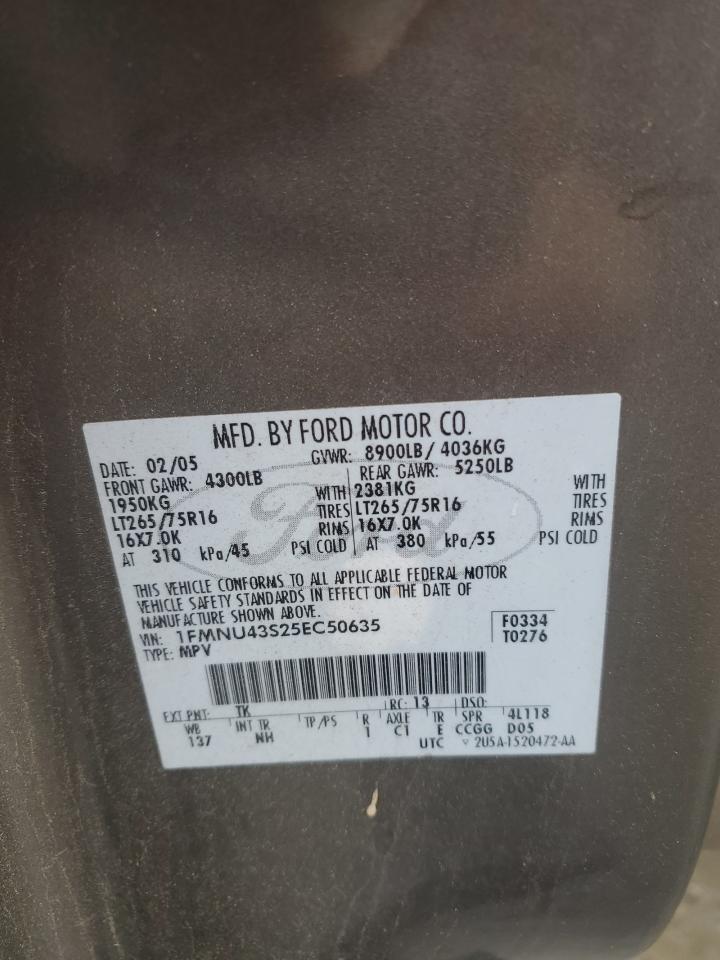 MFD. BY FORD MOTOR CO.
DATE: 02/05 GVWR: 8900LB/ 4036KG
FRONT GAWR: 4300LB REAR GAWR: 5250LB
1950KG WITH 2381KG WITH
LT265/75R16 TIRES LT265/75R16 TIRES
16X7.0K RIMS 16X7.0K RIMS
AT 310 kPa/45 PSI COLD AT 380 kPa/55 PSI COLD
Ford
THIS VEHICLE CONFORMS TO ALL APPLICABLE FEDERAL MOTOR
VEHICLE SAFETY STANDARDS IN EFFECT ON THE DATE OF
MANUFACTURE SHOWN ABOVE.
VIN: 1FMNU43S25EC50635 F0334
TYPE: MPV T0276
EXT PNT: TK RC: 13 DSO:
WB INT TR TP/PS R AXLE TR SPR 4L118
137 NH 1 C1 E CCGG D05
UTC ▽ 2U5A-1520472-AA